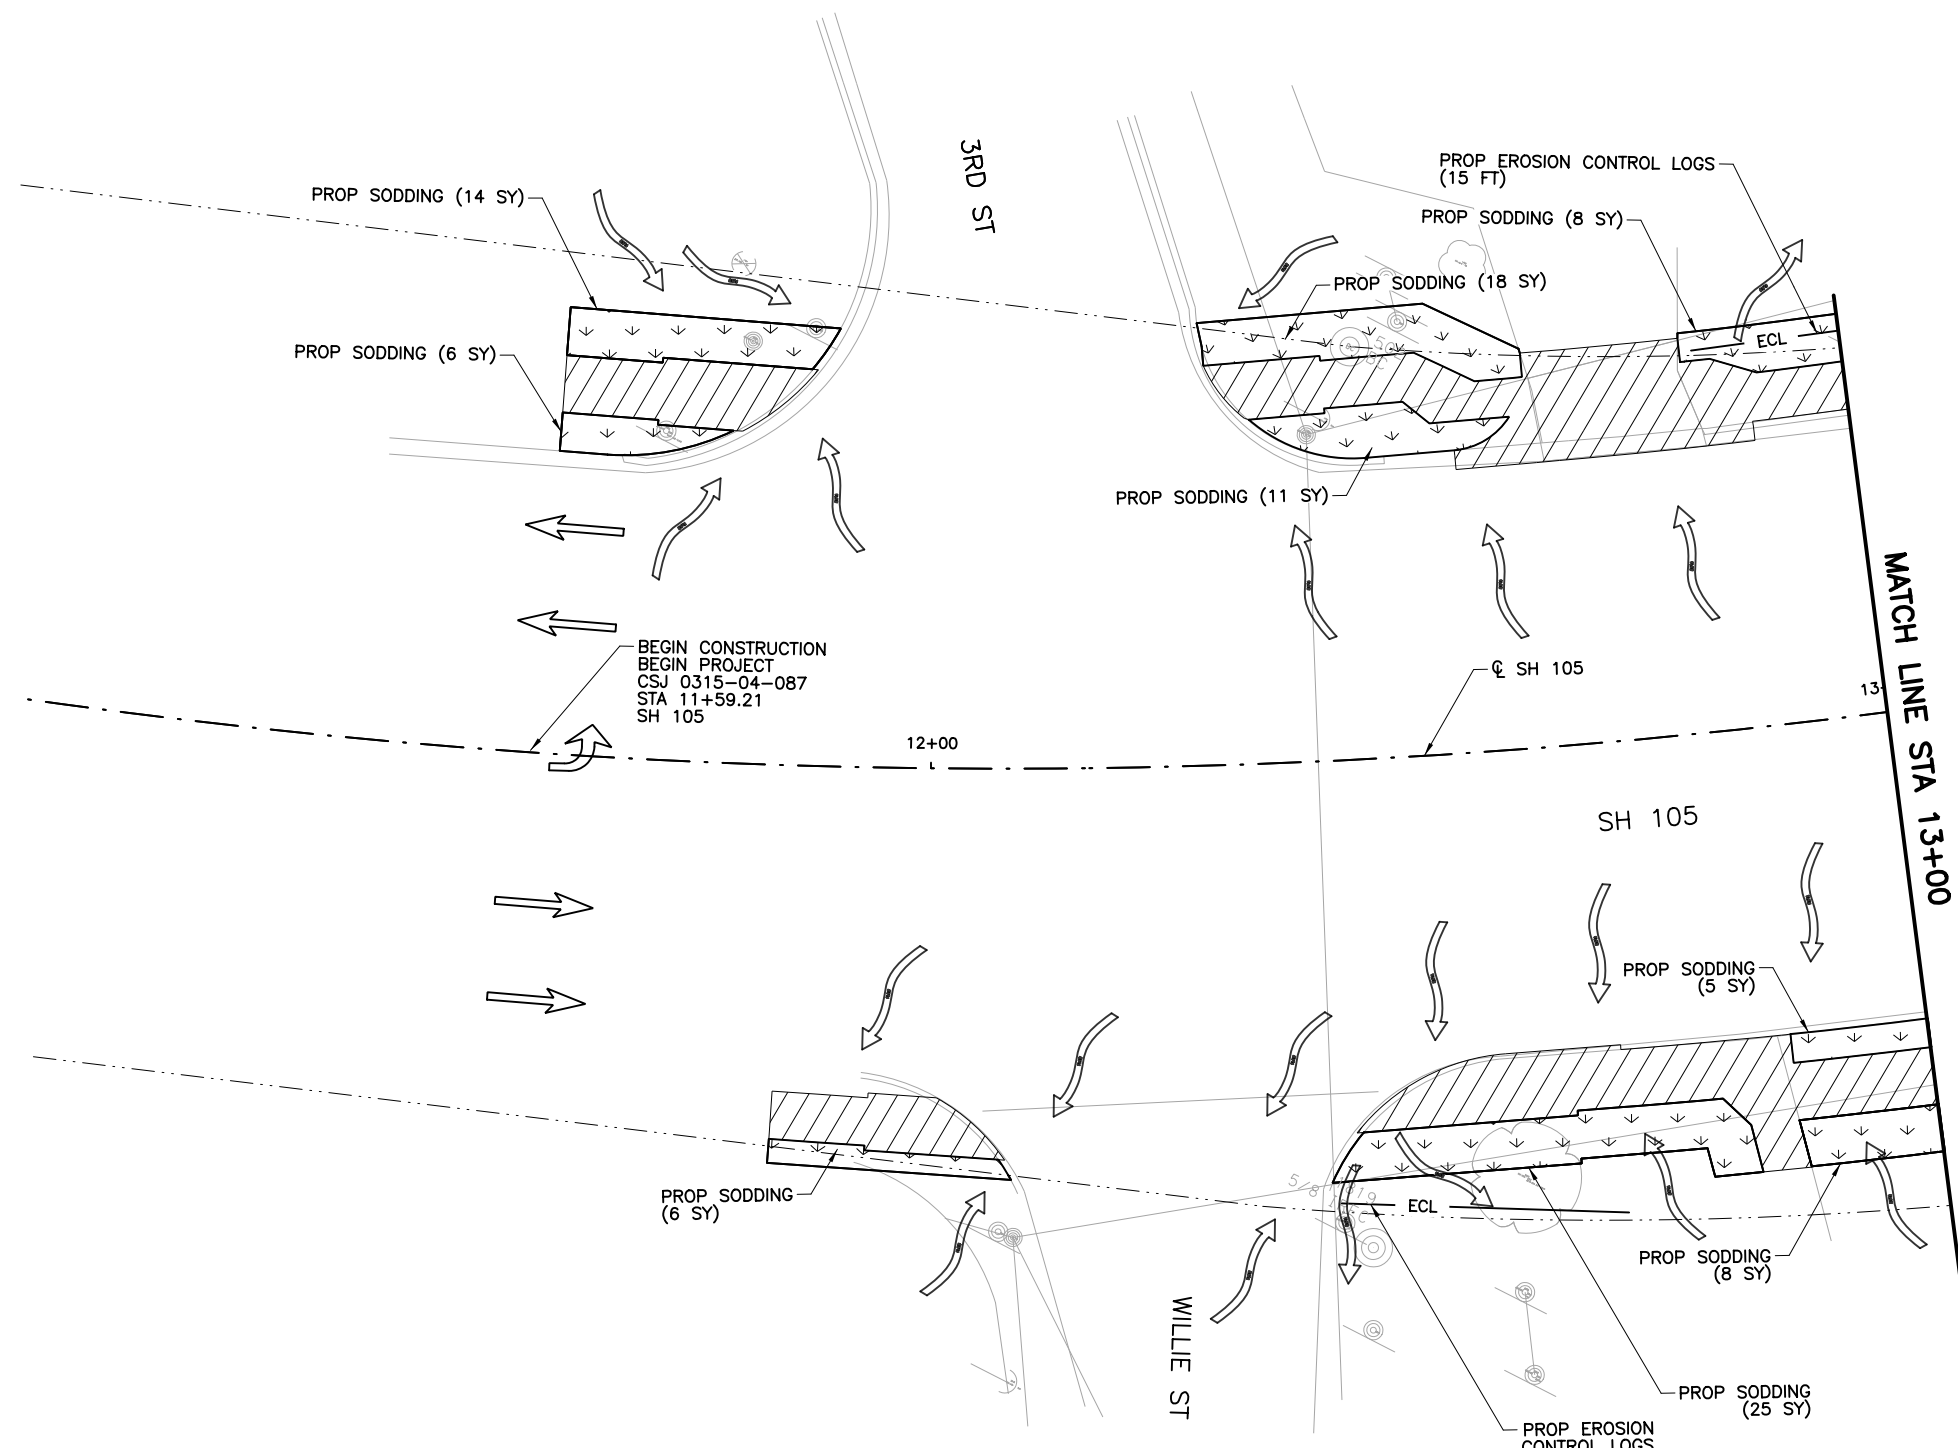 3RD ST
PROP EROSION CONTROL LOGS
(15 FT)
PROP SODDING (14 SY)
PROP SODDING (8 SY)
PROP SODDING (18 SY)
PROP SODDING (6 SY)
ECL
PROP SODDING (11 SY)
BEGIN CONSTRUCTION
BEGIN PROJECT
CSJ 0315-04-087
STA 11+59.21
SH 105
℄ SH 105
13
MATCH LINE STA 13+00
12+00
SH 105
PROP SODDING
(5 SY)
PROP SODDING
(6 SY)
ECL
PROP SODDING
(8 SY)
WILLIE ST
PROP SODDING
(25 SY)
PROP EROSION
CONTROL LOGS